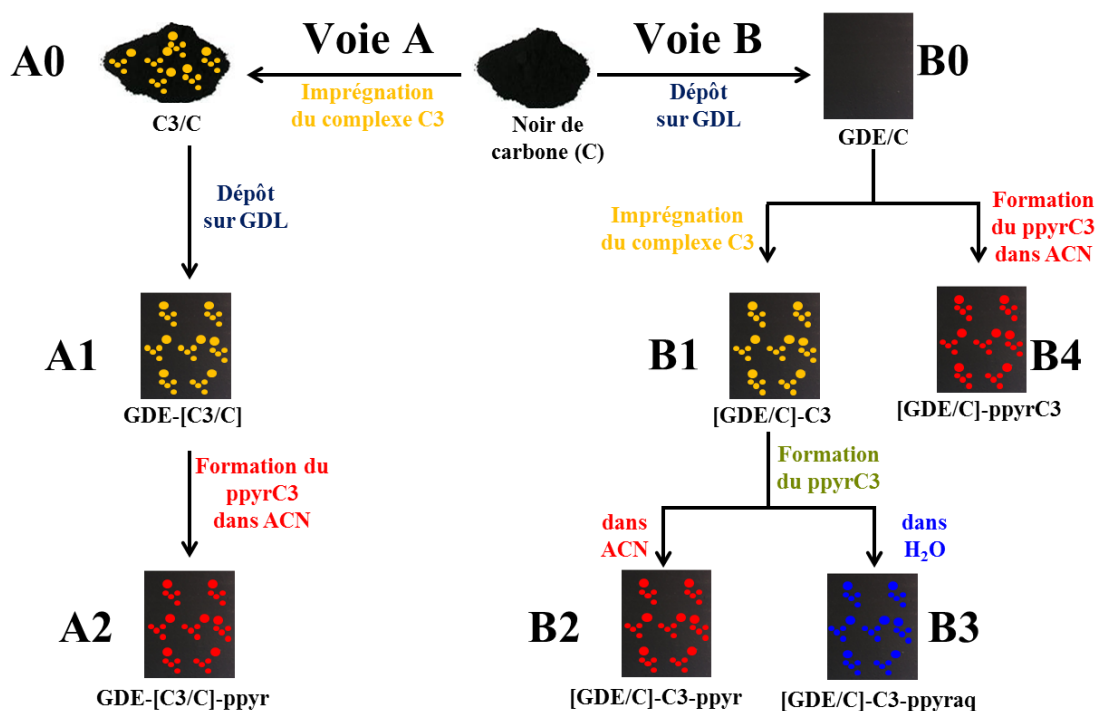 Voie A
Voie B
A0
B0
Imprégnation
du complexe C3
Dépôt
sur GDL
C3/C
Noir de
carbone (C)
GDE/C
Dépôt
sur GDL
Imprégnation
du complexe C3
Formation
du ppyrC3
dans ACN
A1
B1
B4
GDE-[C3/C]
[GDE/C]-C3
[GDE/C]-ppyrC3
Formation du
ppyrC3
dans ACN
Formation
du ppyrC3
dans
ACN
dans
H₂O
A2
B2
B3
GDE-[C3/C]-ppyr
[GDE/C]-C3-ppyr
[GDE/C]-C3-ppyraq